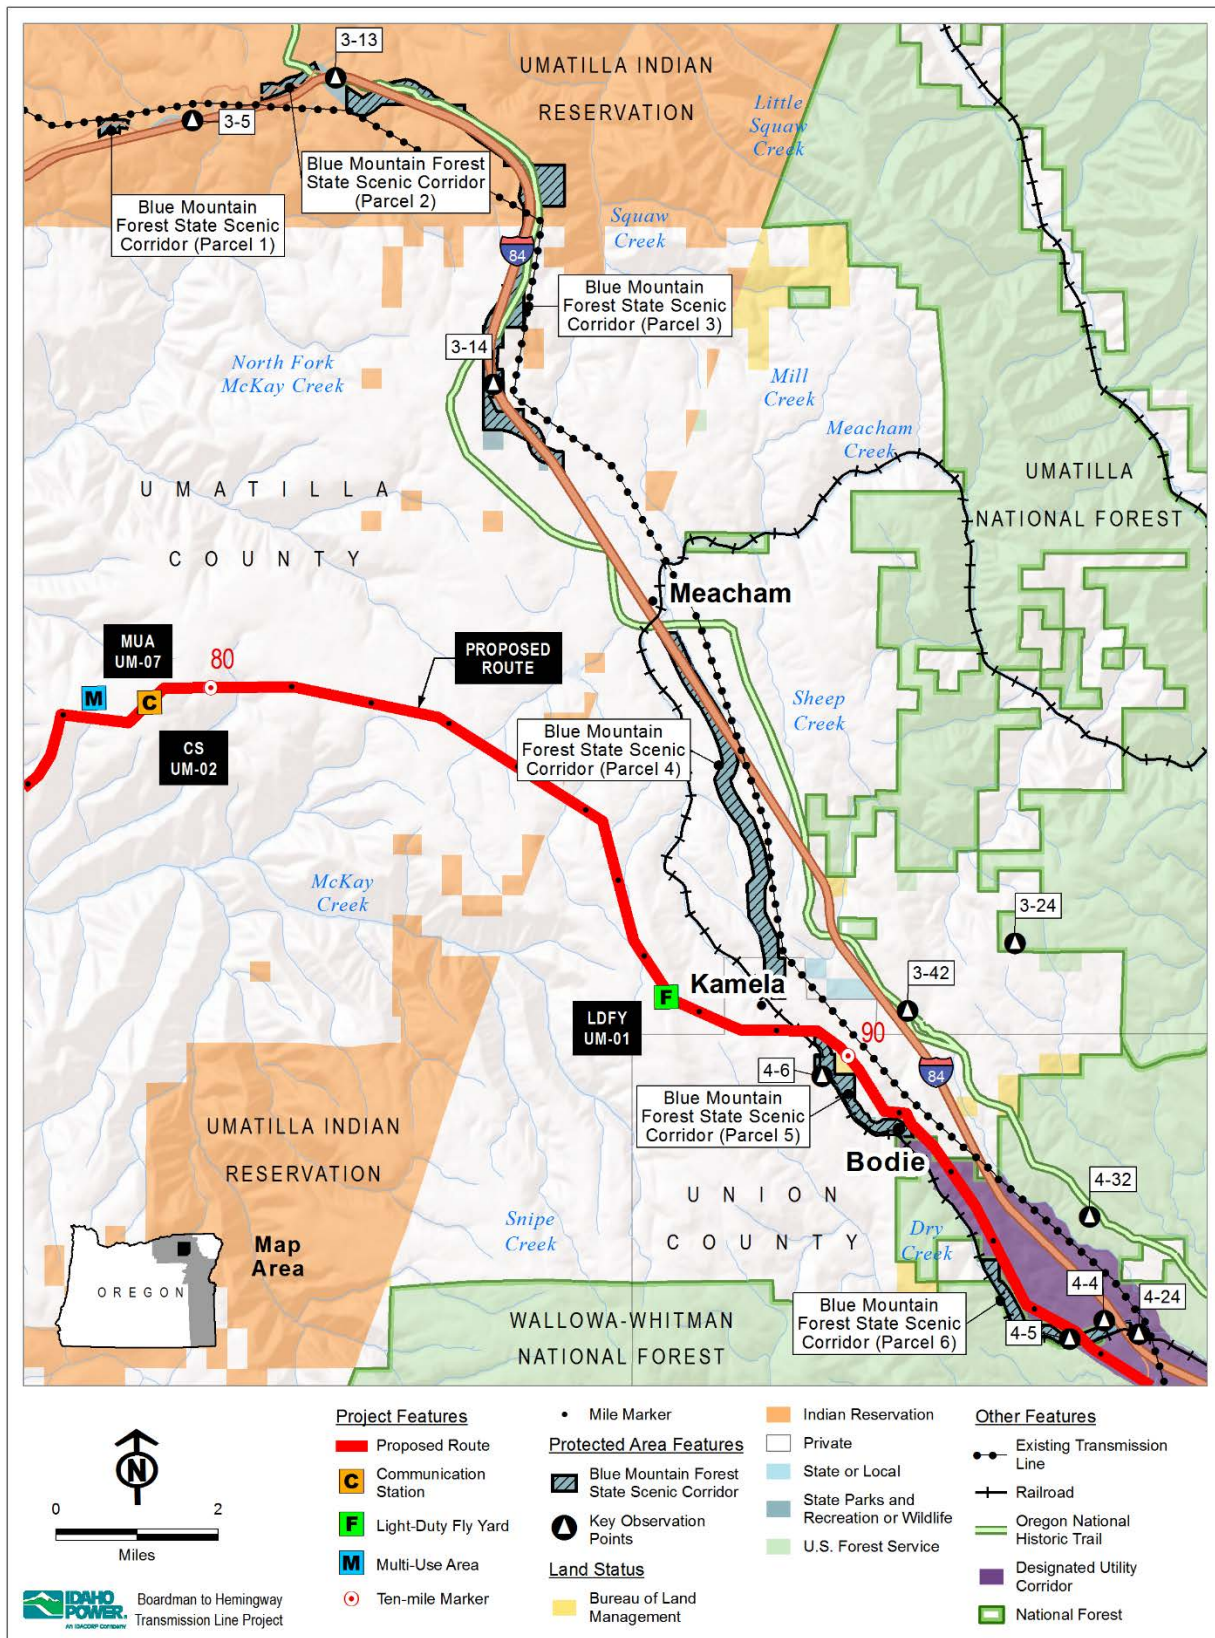 3-13
UMATILLA INDIAN
RESERVATION
Little
Squaw
Creek
3-5
Blue Mountain Forest
State Scenic Corridor
(Parcel 2)
Blue Mountain
Forest State Scenic
Corridor (Parcel 1)
Squaw
Creek
84
Blue Mountain
Forest State Scenic
Corridor (Parcel 3)
3-14
North Fork
McKay Creek
Mill
Creek
Meacham
Creek
UMATILLA
NATIONAL FOREST
UMATILLA
COUNTY
Meacham
MUA
UM-07
80
PROPOSED
ROUTE
M
C
CS
UM-02
Sheep
Creek
Blue Mountain
Forest State Scenic
Corridor (Parcel 4)
McKay
Creek
3-24
3-42
Kamela
F
LDFY
UM-01
90
84
4-6
Blue Mountain
Forest State Scenic
Corridor (Parcel 5)
UMATILLA INDIAN
RESERVATION
Bodie
4-32
UNION
COUNTY
Snipe
Creek
Dry
Creek
Map
Area
OREGON
4-4
4-24
Blue Mountain
Forest State Scenic
Corridor (Parcel 6)
4-5
WALLOWA-WHITMAN
NATIONAL FOREST
N
0 2
Miles
IDAHO
POWER.
An IDACORP Company
Boardman to Hemingway
Transmission Line Project
Project Features
Proposed Route
C
Communication
Station
F
Light-Duty Fly Yard
M
Multi-Use Area
Ten-mile Marker
Mile Marker
Protected Area Features
Blue Mountain Forest
State Scenic Corridor
Key Observation
Points
Land Status
Bureau of Land
Management
Indian Reservation
Private
State or Local
State Parks and
Recreation or Wildlife
U.S. Forest Service
Other Features
Existing Transmission
Line
Railroad
Oregon National
Historic Trail
Designated Utility
Corridor
National Forest